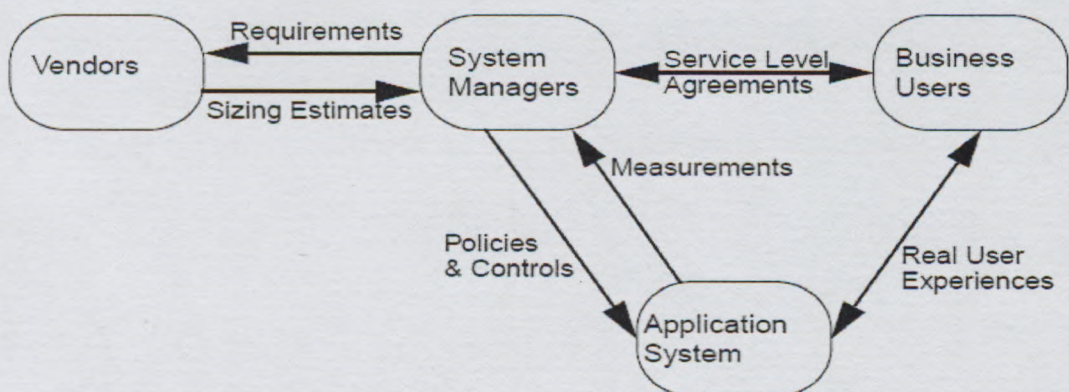 Requirements
Vendors
System
Managers
Service Level
Agreements
Business
Users
Sizing Estimates
Measurements
Policies
& Controls
Real User
Experiences
Application
System